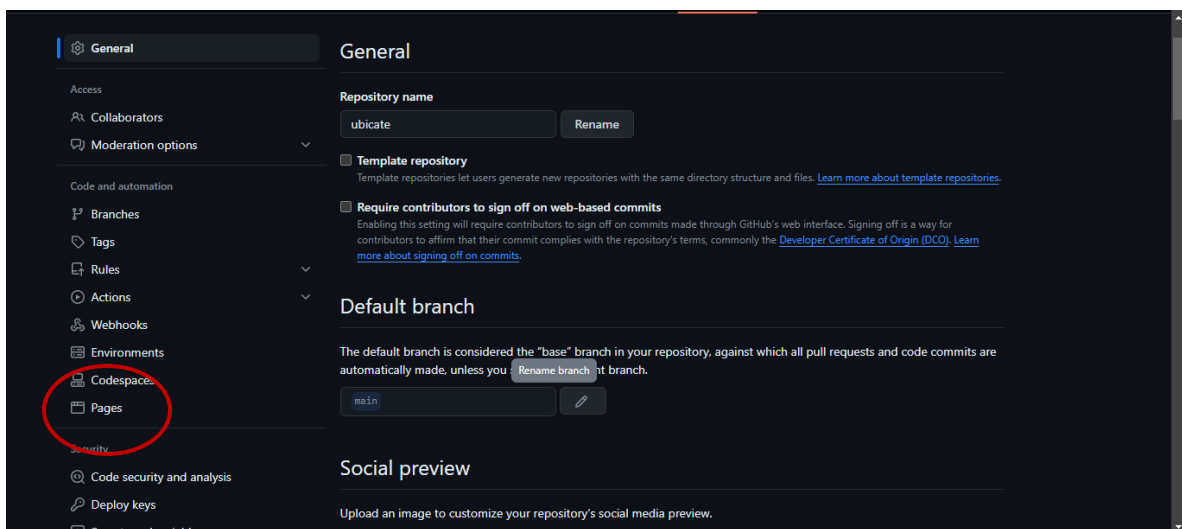 General
Access
Collaborators
Moderation options
Code and automation
Branches
Tags
Rules
Actions
Webhooks
Environments
Codespaces
Pages
Security
Code security and analysis
Deploy keys
General
Repository name
ubicate
Rename
Template repository
Template repositories let users generate new repositories with the same directory structure and files. Learn more about template repositories.
Require contributors to sign off on web-based commits
Enabling this setting will require contributors to sign off on commits made through GitHub's web interface. Signing off is a way for
contributors to affirm that their commit complies with the repository's terms, commonly the Developer Certificate of Origin (DCO). Learn
more about signing off on commits.
Default branch
The default branch is considered the "base" branch in your repository, against which all pull requests and code commits are
automatically made, unless you branch.
Rename branch
main
Social preview
Upload an image to customize your repository's social media preview.